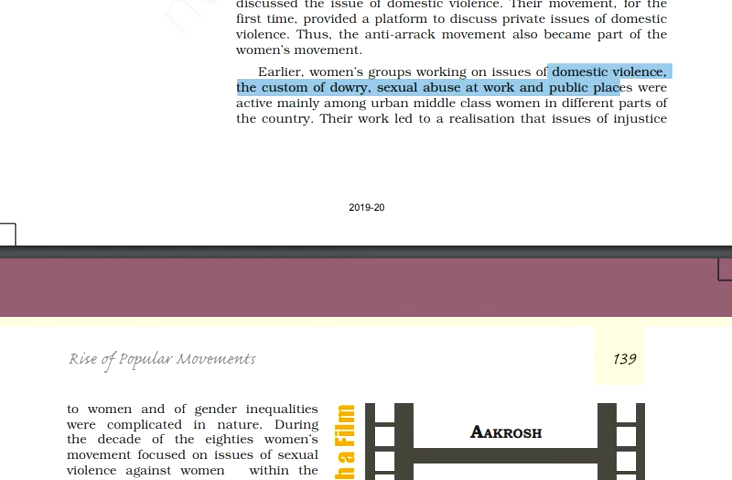 discussed the issue of domestic violence. Their movement, for the
first time, provided a platform to discuss private issues of domestic
violence. Thus, the anti-arrack movement also became part of the
women's movement.
Earlier, women's groups working on issues of domestic violence,
the custom of dowry, sexual abuse at work and public places were
active mainly among urban middle class women in different parts of
the country. Their work led to a realisation that issues of injustice
2019-20
Rise of Popular Movements
139
to women and of gender inequalities
were complicated in nature. During
the decade of the eighties women's
movement focused on issues of sexual
violence against women within the
h a Film
AAKROSH